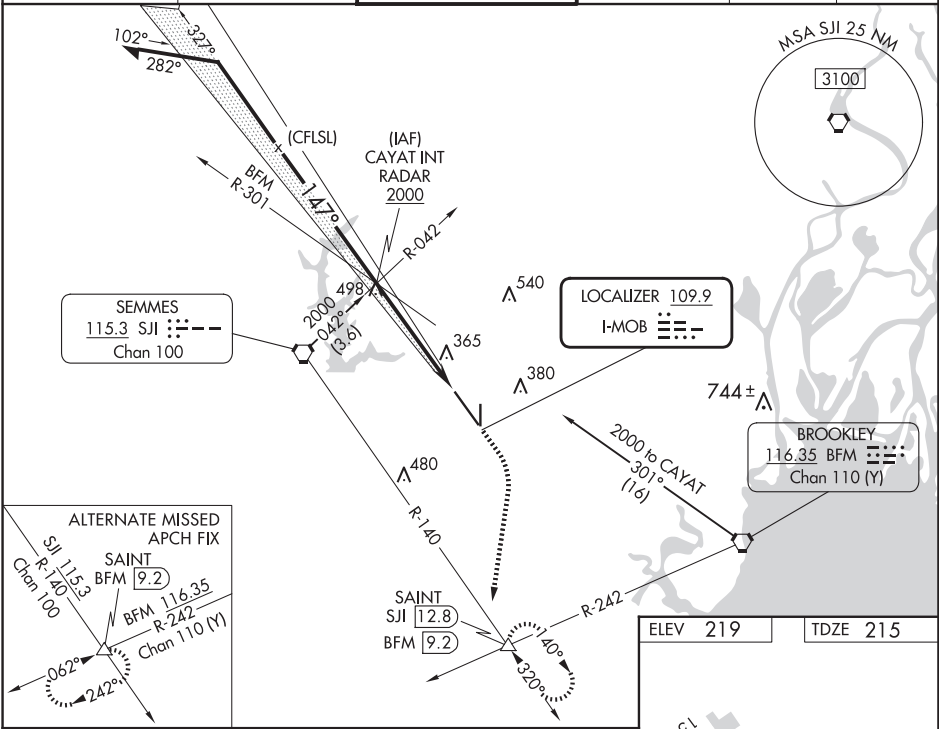 102°
327°
282°
(CFLSL)
(IAF)
CAYAT INT
RADAR
2000
MSA SJI 25 NM
3100
BFM
R-301
147°
R-042
498
2000
042°
(3.6)
SEMMES
115.3 SJI
Chan 100
540
365
380
LOCALIZER 109.9
I-MOB
744 ±
2000 to CAYAT
301°
(16)
BROOKLEY
116.35 BFM
Chan 110 (Y)
480
R-140
ALTERNATE MISSED
APCH FIX
SAINT
BFM 9.2
SJI 115.3
R-140
Chan 100
BFM 116.35
R-242
Chan 110 (Y)
062°
242°
SAINT
SJI 12.8
BFM 9.2
R-242
140°
320°
ELEV 219
TDZE 215
15